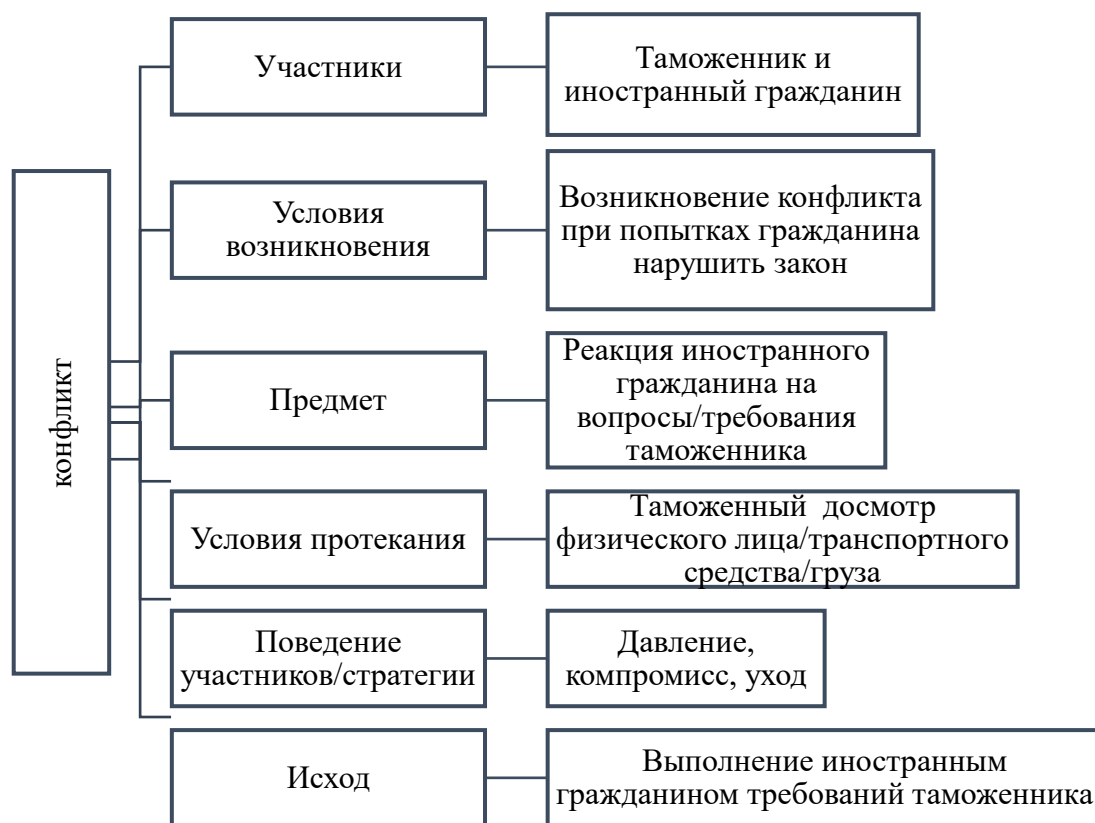 конфликт
Участники
Таможенник и
иностранный гражданин
Условия
возникновения
Возникновение конфликта
при попытках гражданина
нарушить закон
Предмет
Реакция иностранного
гражданина на
вопросы/требования
таможенника
Условия протекания
Таможенный досмотр
физического лица/транспортного
средства/груза
Поведение
участников/стратегии
Давление,
компромисс, уход
Исход
Выполнение иностранным
гражданином требований таможенника